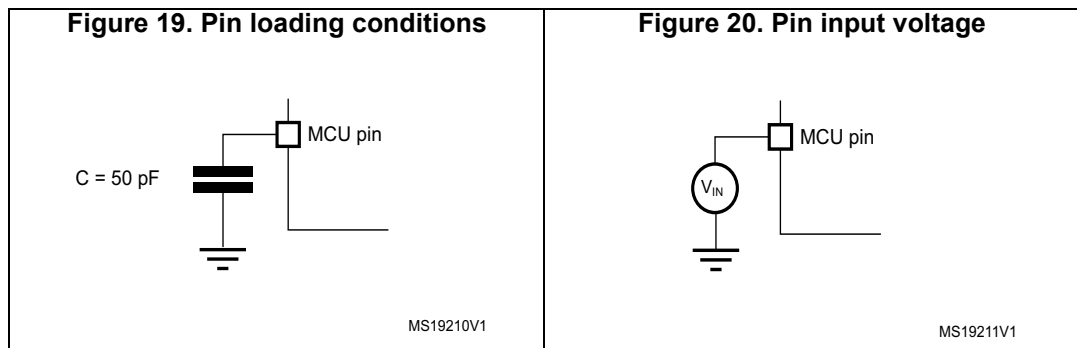 Figure 19. Pin loading conditions
MCU pin
C = 50 pF
MS19210V1
Figure 20. Pin input voltage
MCU pin
VIN
MS19211V1